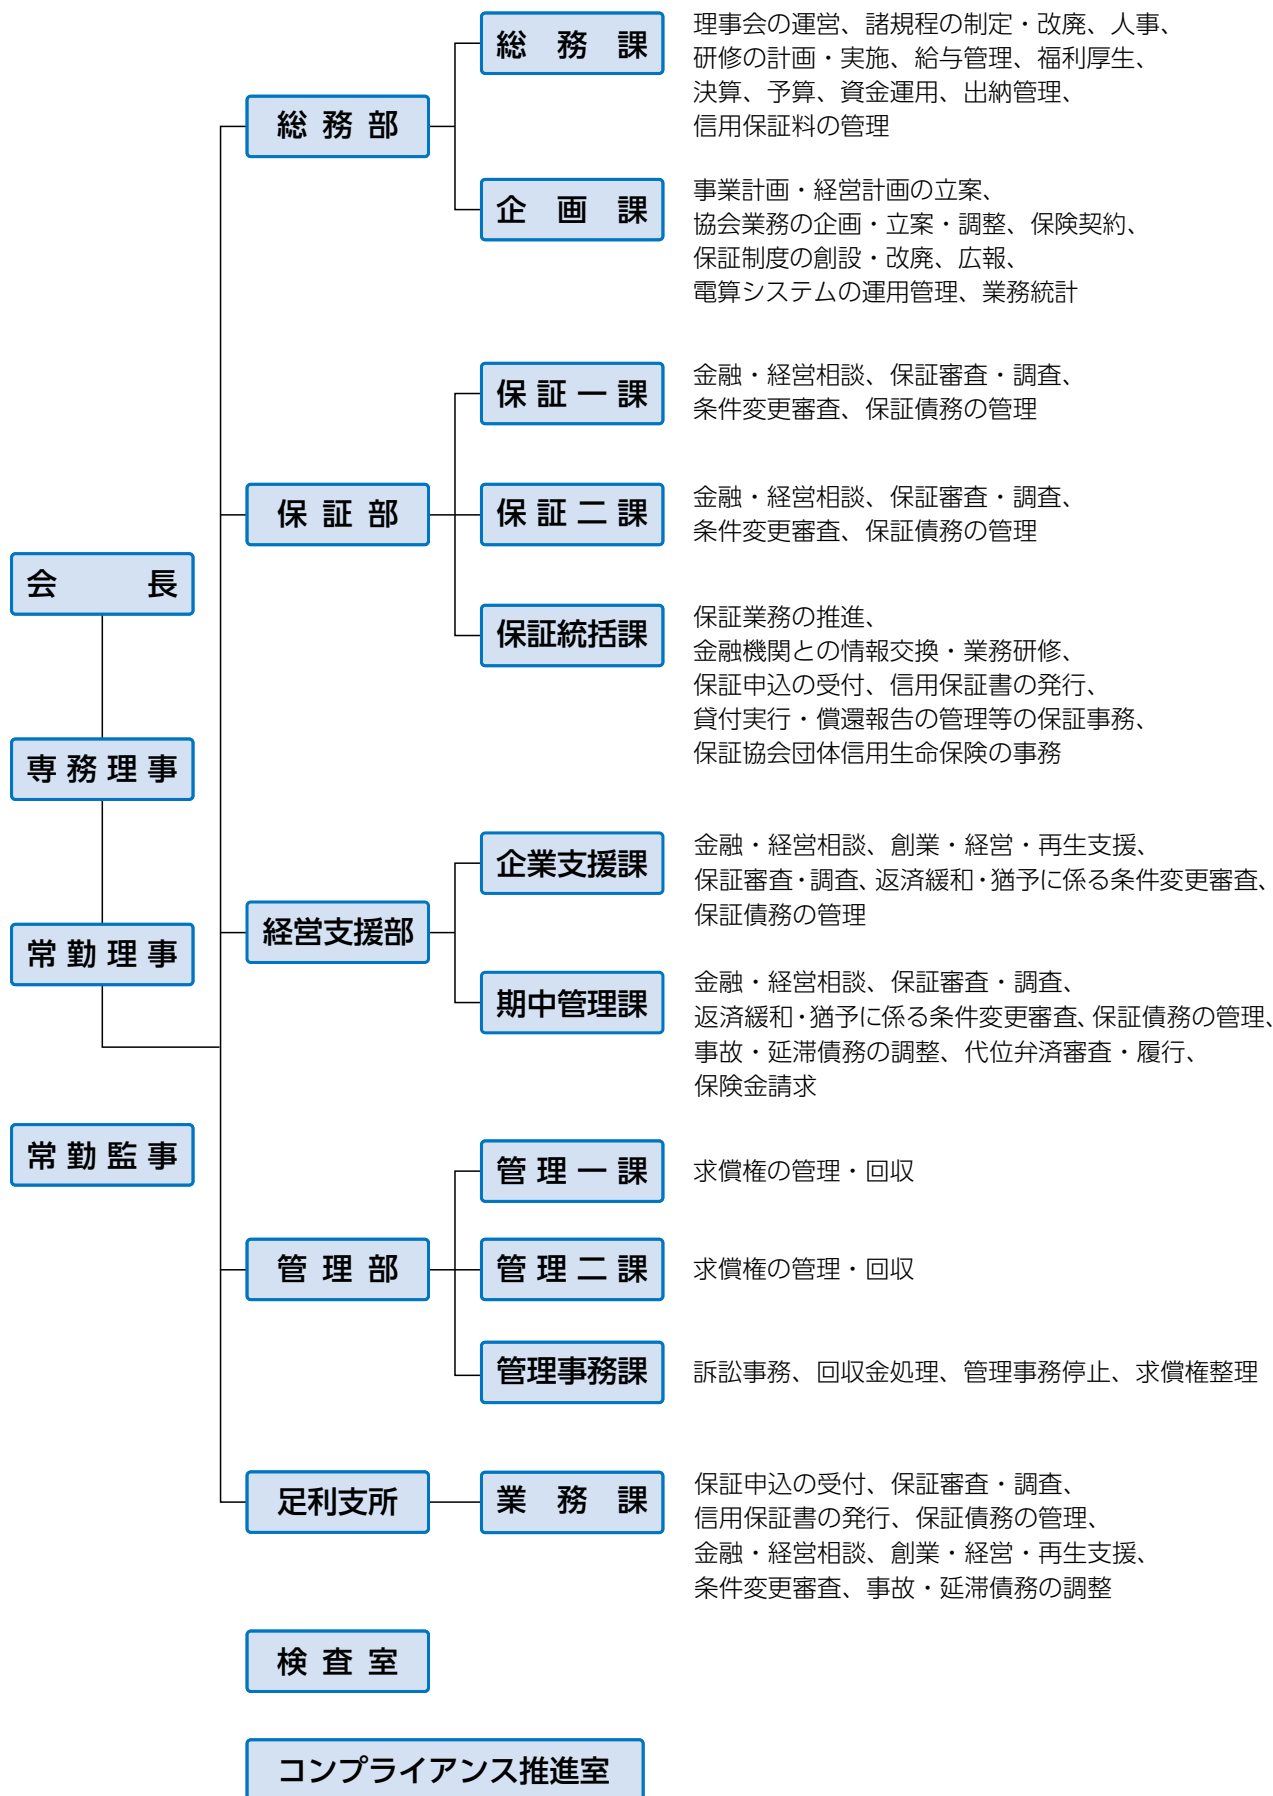 会長
専務理事
常勤理事
常勤監事
総務部
総務課
理事会の運営、諸規程の制定・改廃、人事、
研修の計画・実施、給与管理、福利厚生、
決算、予算、資金運用、出納管理、
信用保証料の管理
企画課
事業計画・経営計画の立案、
協会業務の企画・立案・調整、保険契約、
保証制度の創設・改廃、広報、
電算システムの運用管理、業務統計
保証部
保証一課
金融・経営相談、保証審査・調査、
条件変更審査、保証債務の管理
保証二課
金融・経営相談、保証審査・調査、
条件変更審査、保証債務の管理
保証統括課
保証業務の推進、
金融機関との情報交換・業務研修、
保証申込の受付、信用保証書の発行、
貸付実行・償還報告の管理等の保証事務、
保証協会団体信用生命保険の事務
経営支援部
企業支援課
金融・経営相談、創業・経営・再生支援、
保証審査・調査、返済緩和・猶予に係る条件変更審査、
保証債務の管理
期中管理課
金融・経営相談、保証審査・調査、
返済緩和・猶予に係る条件変更審査、保証債務の管理、
事故・延滞債務の調整、代位弁済審査・履行、
保険金請求
管理部
管理一課
求償権の管理・回収
管理二課
求償権の管理・回収
管理事務課
訴訟事務、回収金処理、管理事務停止、求償権整理
足利支所
業務課
保証申込の受付、保証審査・調査、
信用保証書の発行、保証債務の管理、
金融・経営相談、創業・経営・再生支援、
条件変更審査、事故・延滞債務の調整
検査室
コンプライアンス推進室